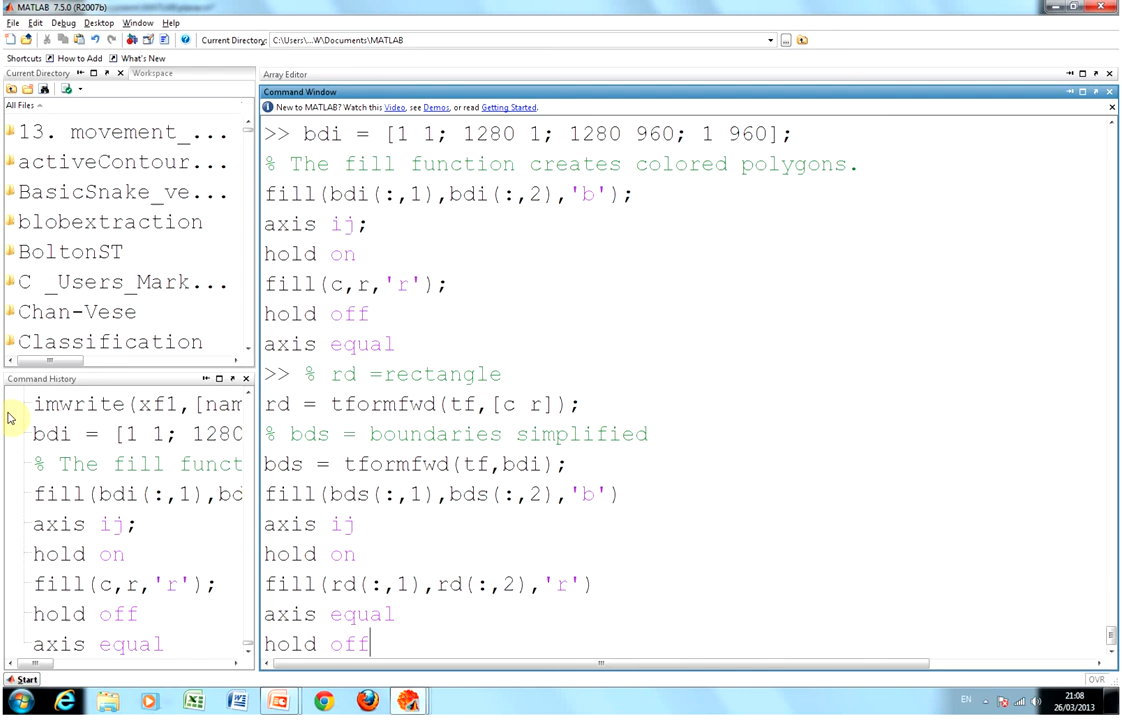 MATLAB 7.5.0 (R2007b)
File Edit Debug Desktop Window Help
Current Directory: C:\Users\...W\Documents\MATLAB
Shortcuts How to Add What's New
Current Directory Workspace
All Files
13. movement_...
activeContour...
BasicSnake_ve...
blobextraction
BoltonST
C _Users_Mark...
Chan-Vese
Classification
Command History
imwrite(xf1,[nam
bdi = [1 1; 1280
% The fill funct
fill(bdi(:,1),bd
axis ij;
hold on
fill(c,r,'r');
hold off
axis equal
Array Editor
Command Window
New to MATLAB? Watch this Video, see Demos, or read Getting Started.
>> bdi = [1 1; 1280 1; 1280 960; 1 960];
% The fill function creates colored polygons.
fill(bdi(:,1),bdi(:,2),'b');
axis ij;
hold on
fill(c,r,'r');
hold off
axis equal
>> % rd =rectangle
rd = tformfwd(tf,[c r]);
% bds = boundaries simplified
bds = tformfwd(tf,bdi);
fill(bds(:,1),bds(:,2),'b')
axis ij
hold on
fill(rd(:,1),rd(:,2),'r')
axis equal
hold off
Start
OVR
EN
21:08
26/03/2013